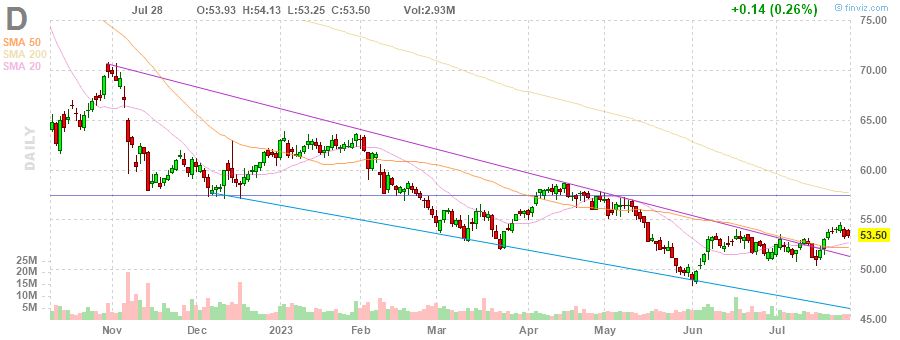 D Jul 28 O:53.93 H:54.13 L:53.25 C:53.50 Vol:2.93M +0.14 (0.26%) © finviz.com
SMA 50
SMA 200
SMA 20
DAILY
75.00
70.00
65.00
60.00
55.00
53.50
50.00
45.00
25M
20M
15M
10M
5M
Nov Dec 2023 Feb Mar Apr May Jun Jul